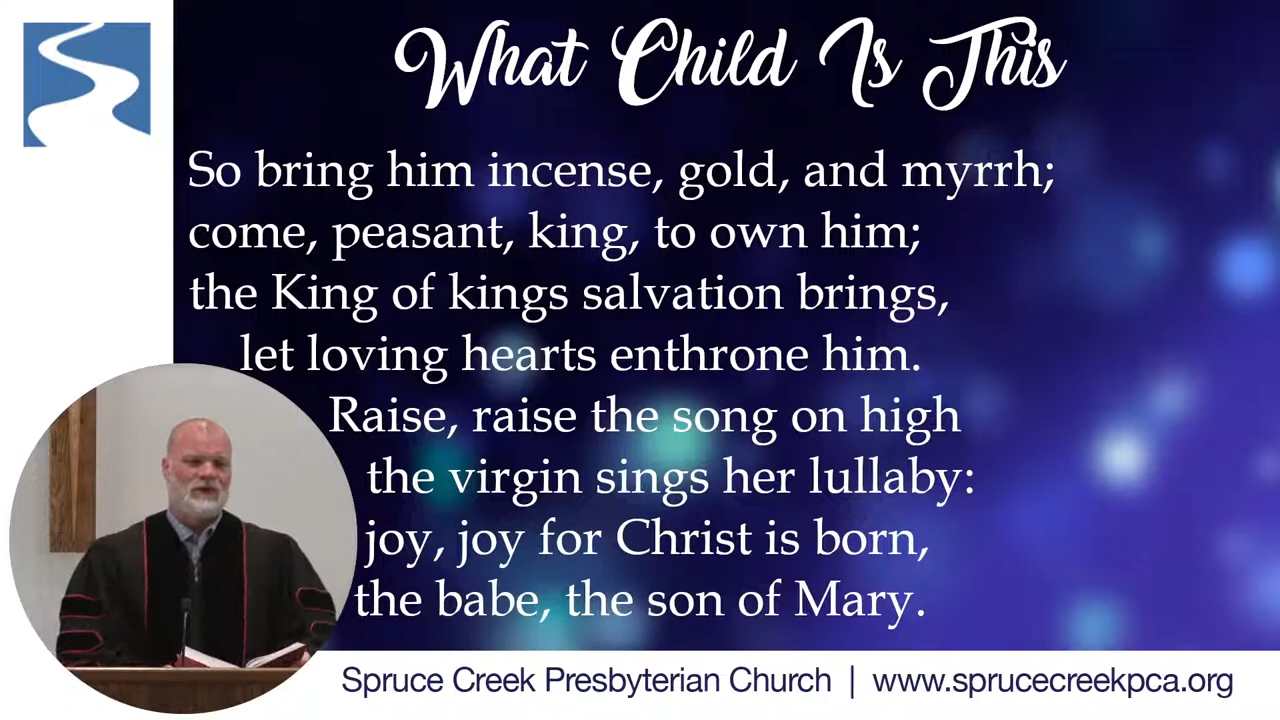 What Child Is This
So bring him incense, gold, and myrrh;
come, peasant, king, to own him;
the King of kings salvation brings,
let loving hearts enthrone him.
Raise, raise the song on high
the virgin sings her lullaby:
joy, joy for Christ is born,
the babe, the son of Mary.
Spruce Creek Presbyterian Church | www.sprucecreekpca.org